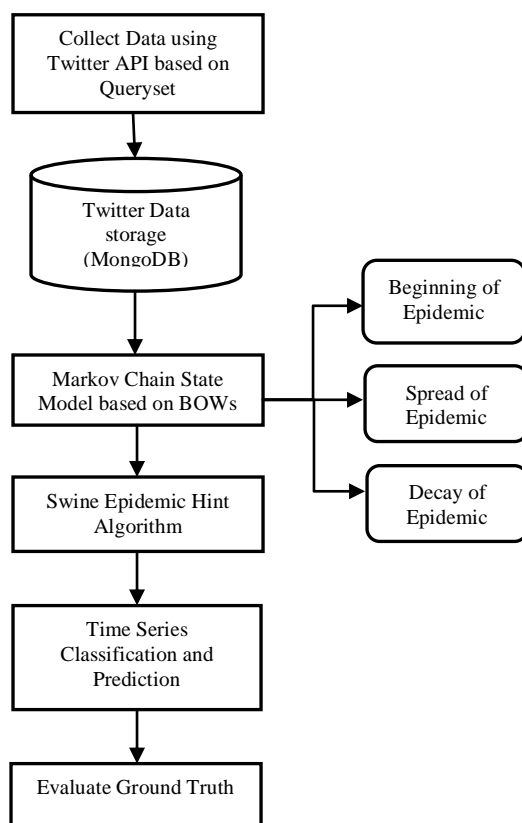 Collect Data using
Twitter API based on
Queryset
Twitter Data
storage
(MongoDB)
Beginning of
Epidemic
Markov Chain State
Model based on BOWs
Spread of
Epidemic
Decay of
Epidemic
Swine Epidemic Hint
Algorithm
Time Series
Classification and
Prediction
Evaluate Ground Truth